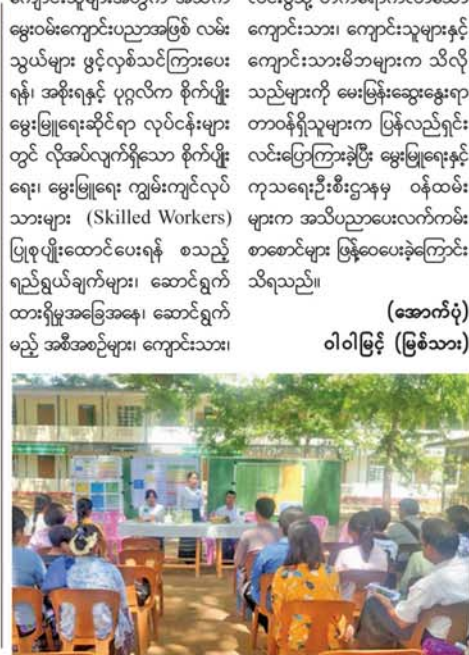 မွေးဝမ်းကျောင်းပညာအဖြစ် လမ်း
သွယ်များ ဖွင့်လှစ်သင်ကြားပေး
ရန်၊ အစိုးရနှင့် ပုဂ္ဂလိက စိုက်ပျိုး
မွေးမြူရေးဆိုင်ရာ လုပ်ငန်းများ
တွင် လိုအပ်လျက်ရှိသော စိုက်ပျိုး
ရေး၊ မွေးမြူရေး ကျွမ်းကျင်လုပ်
သားများ (Skilled Workers)
ပြုစုပျိုးထောင်ပေးရန် စသည့်
ရည်ရွယ်ချက်များ၊ ဆောင်ရွက်
ထားရှိမှုအခြေအနေ၊ ဆောင်ရွက်
မည့် အစီအစဉ်များ၊ ကျောင်းသား၊
ကျောင်းသား၊ ကျောင်းသူများနှင့်
ကျောင်းသားမိဘများက သိလို
သည်များကို မေးမြန်းဆွေးနွေးရာ
တာဝန်ရှိသူများက ပြန်လည်ရှင်း
လင်းပြောကြားခဲ့ပြီး မွေးမြူရေးနှင့်
ကုသရေးဦးစီးဌာနမှ ဝန်ထမ်း
များက အသိပညာပေးလက်ကမ်း
စာစောင်များ ဖြန့်ဝေပေးခဲ့ကြောင်း
သိရသည်။
(အောက်ပုံ)
ဝါဝါမြင့် (မြစ်သား)